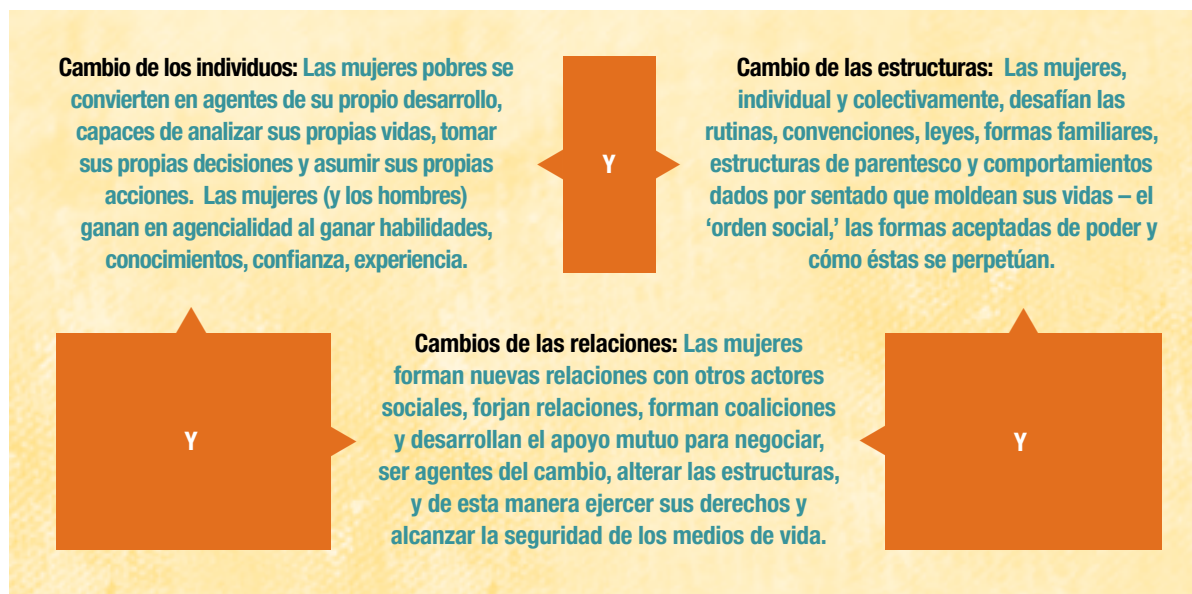 Cambio de los individuos: Las mujeres pobres se
convierten en agentes de su propio desarrollo,
capaces de analizar sus propias vidas, tomar
sus propias decisiones y asumir sus propias
acciones. Las mujeres (y los hombres)
ganan en agencialidad al ganar habilidades,
conocimientos, confianza, experiencia.
Y
Cambio de las estructuras: Las mujeres,
individual y colectivamente, desafían las
rutinas, convenciones, leyes, formas familiares,
estructuras de parentesco y comportamientos
dados por sentado que moldean sus vidas – el
‘orden social,’ las formas aceptadas de poder y
cómo éstas se perpetúan.
Y
Cambios de las relaciones: Las mujeres
forman nuevas relaciones con otros actores
sociales, forjan relaciones, forman coaliciones
y desarrollan el apoyo mutuo para negociar,
ser agentes del cambio, alterar las estructuras,
y de esta manera ejercer sus derechos y
alcanzar la seguridad de los medios de vida.
Y